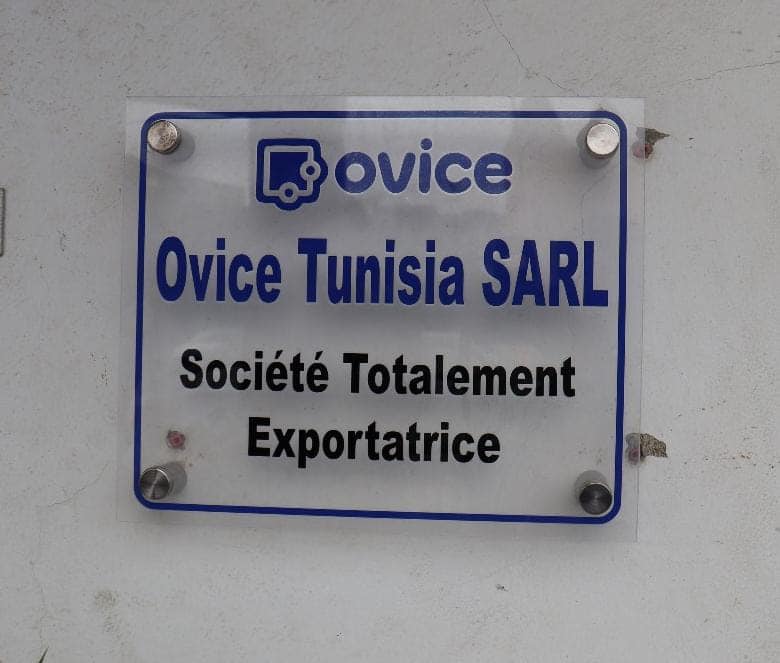 ovice
Ovice Tunisia SARL
Société Totalement
Exportatrice